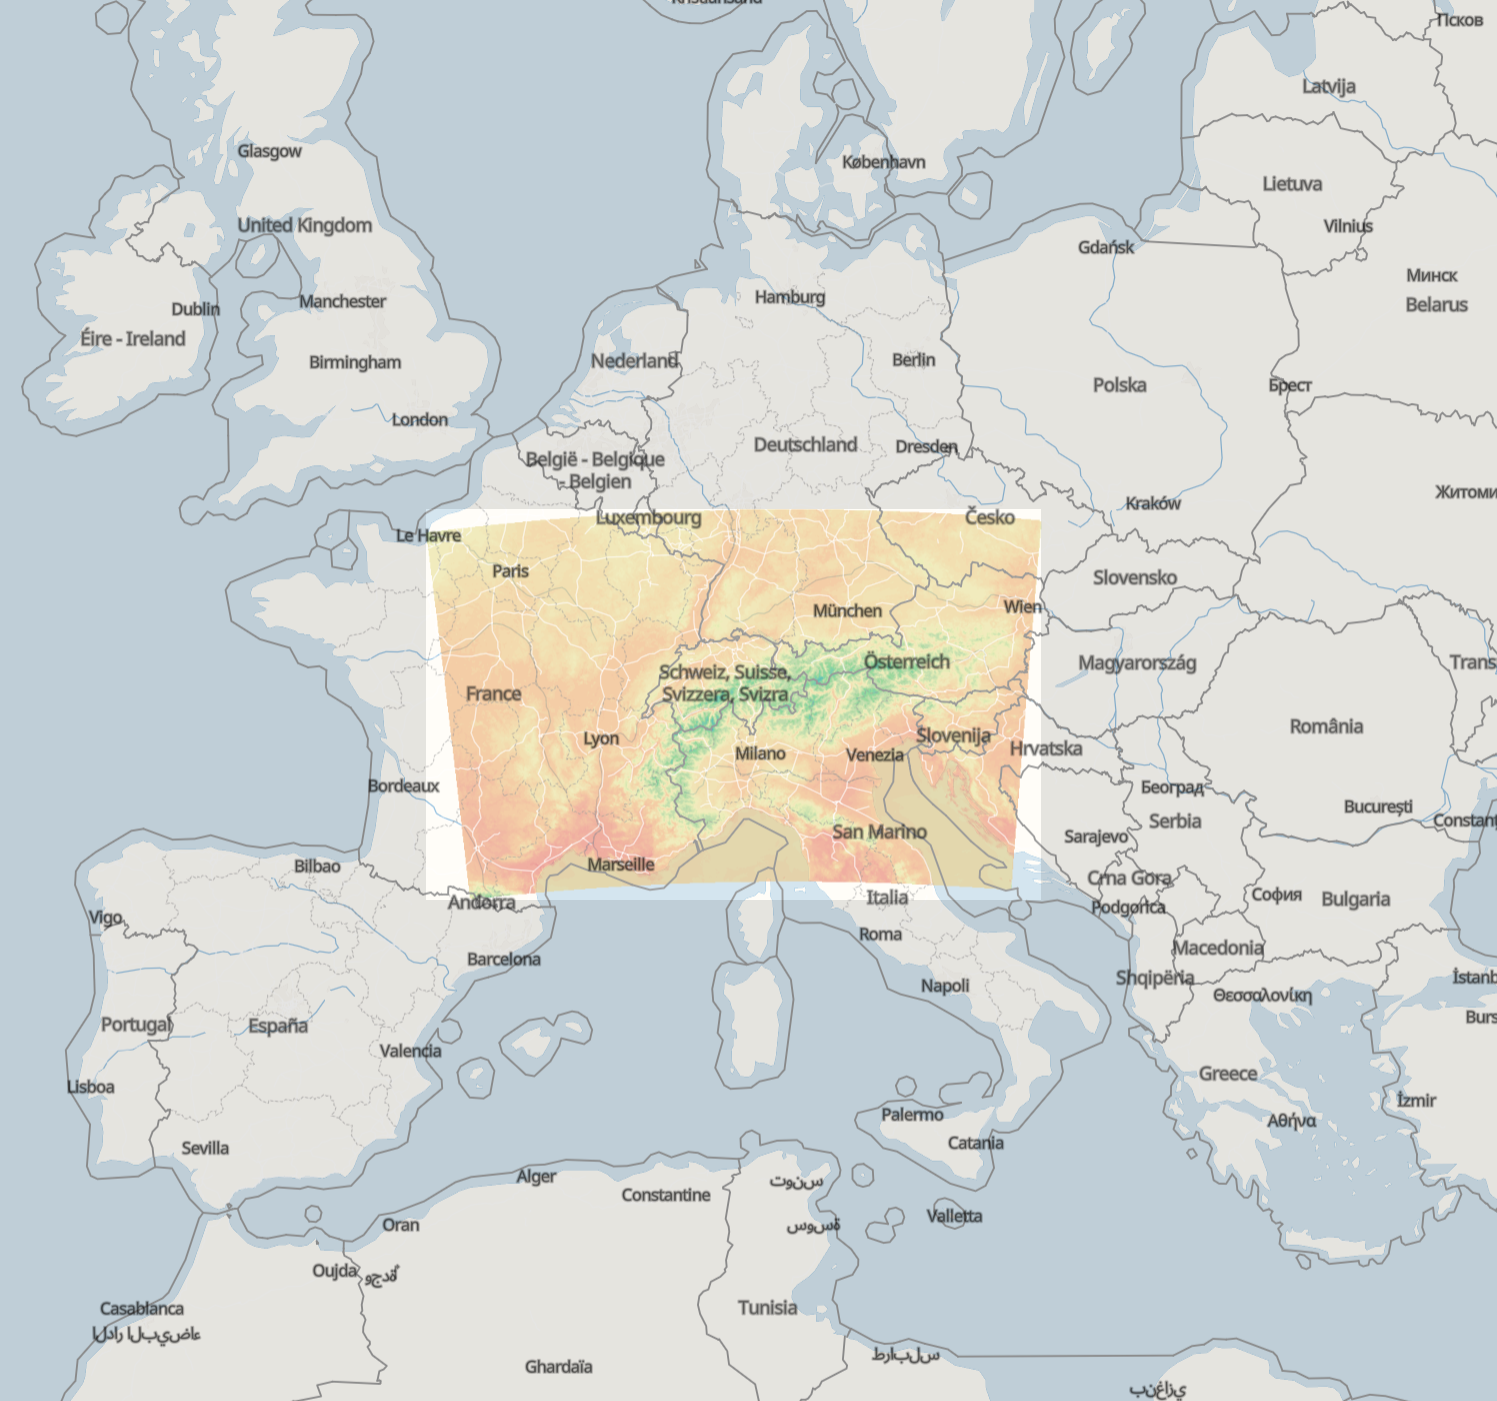 Псков
Latvija
Glasgow
København
Lietuva
United Kingdom
Vilnius
Gdańsk
Минск
Hamburg
Manchester
Belarus
Dublin
Éire - Ireland
Nederland
Birmingham
Berlin
Polska
Брест
London
Deutschland
Dresden
België - Belgique
- Belgien
Житоми
Kraków
Luxembourg
Česko
Le Havre
Paris
Slovensko
München
Wien
Österreich
Magyarország
Trans
Schweiz, Suisse,
Svizzera, Svizra
France
România
Lyon
Slovenija
Milano
Venezia
Hrvatska
Bordeaux
Београд
București
Serbia
Constanț
San Marino
Sarajevo
Bilbao
Marseille
Crna Gora
Andorra
Italia
София
Bulgaria
Podgorica
Vigo
Roma
Macedonia
Barcelona
Shqipëria
İstanb
Napoli
Θεσσαλονίκη
Portugal
España
Burs
Valencia
Greece
Lisboa
İzmir
Palermo
Αθήνα
Catania
Sevilla
Alger
Constantine
تونس
Valletta
Oran
سوسة
Oujda وجدة
Casablanca
الدار البيضاء
Tunisia
طرابلس
Ghardaïa
بنغازي